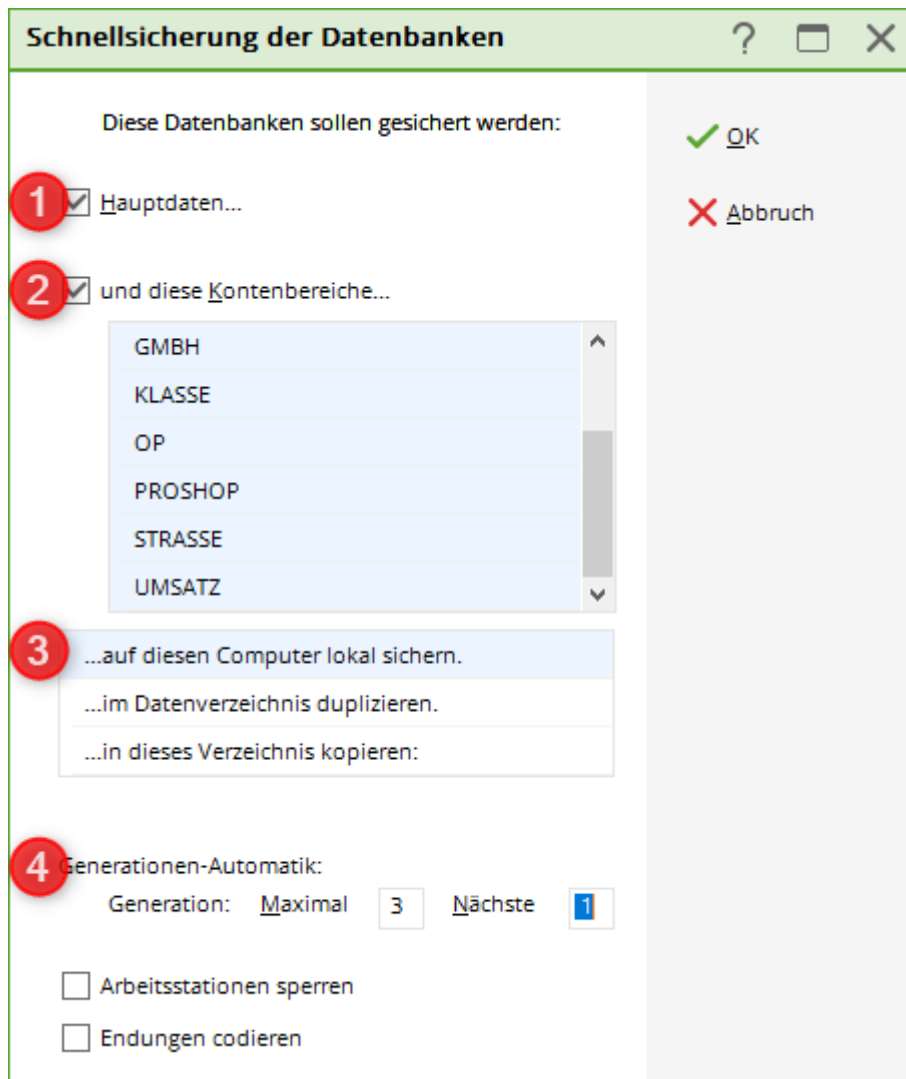 Schnellsicherung der Datenbanken
Diese Datenbanken sollen gesichert werden:
OK
1 Hauptdaten...
Abbruch
2 und diese Kontenbereiche...
GMBH
KLASSE
OP
PROSHOP
STRASSE
UMSATZ
3 ...auf diesen Computer lokal sichern.
...im Datenverzeichnis duplizieren.
...in dieses Verzeichnis kopieren:
4 Generationen-Automatik:
Generation: Maximal 3 Nächste 1
Arbeitsstationen sperren
Endungen codieren